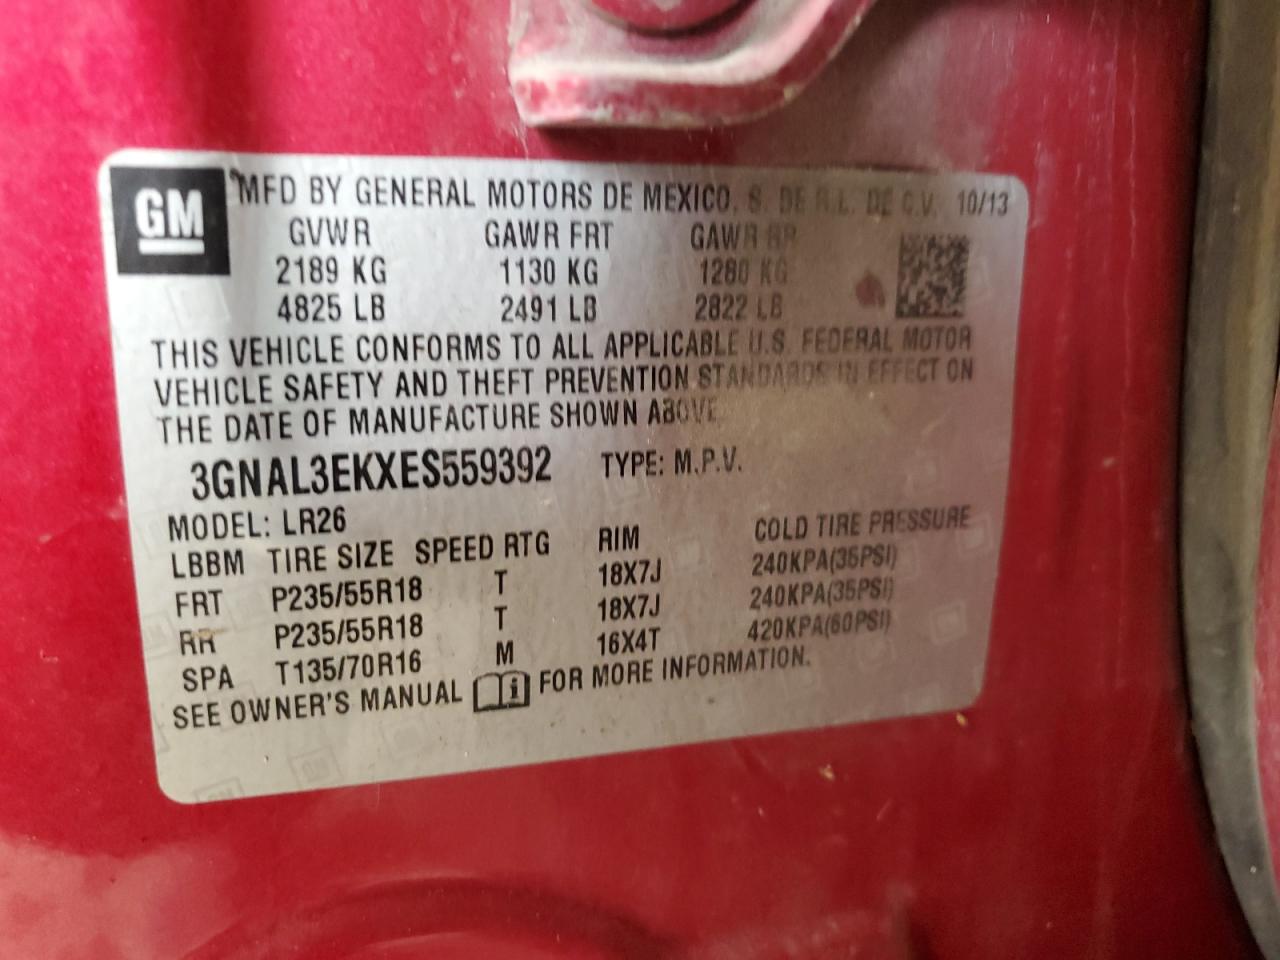 GM
MFD BY GENERAL MOTORS DE MEXICO, S. DE R.L. DE C.V. 10/13
GVWR GAWR FRT GAWR RR
2189 KG 1130 KG 1280 KG
4825 LB 2491 LB 2822 LB
THIS VEHICLE CONFORMS TO ALL APPLICABLE U.S. FEDERAL MOTOR
VEHICLE SAFETY AND THEFT PREVENTION STANDARDS IN EFFECT ON
THE DATE OF MANUFACTURE SHOWN ABOVE
3GNAL3EKXES559392 TYPE: M.P.V.
MODEL: LR26
LBBM TIRE SIZE SPEED RTG RIM COLD TIRE PRESSURE
FRT P235/55R18 T 18X7J 240KPA(35PSI)
RR P235/55R18 T 18X7J 240KPA(35PSI)
SPA T135/70R16 M 16X4T 420KPA(60PSI)
SEE OWNER'S MANUAL FOR MORE INFORMATION.